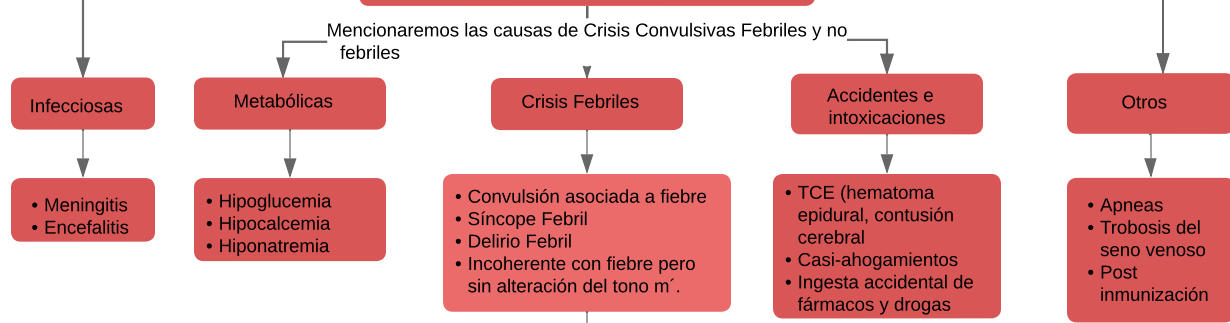 Mencionaremos las causas de Crisis Convulsivas Febriles y no
febriles
Infecciosas
Metabólicas
Crisis Febriles
Accidentes e
intoxicaciones
Otros
• Meningitis
• Encefalitis
• Hipoglucemia
• Hipocalcemia
• Hiponatremia
• Convulsión asociada a fiebre
• Síncope Febril
• Delirio Febril
• Incoherente con fiebre pero
sin alteración del tono m´.
• TCE (hematoma
epidural, contusión
cerebral
• Casi-ahogamientos
• Ingesta accidental de
fármacos y drogas
• Apneas
• Trobosis del
seno venoso
• Post
inmunización